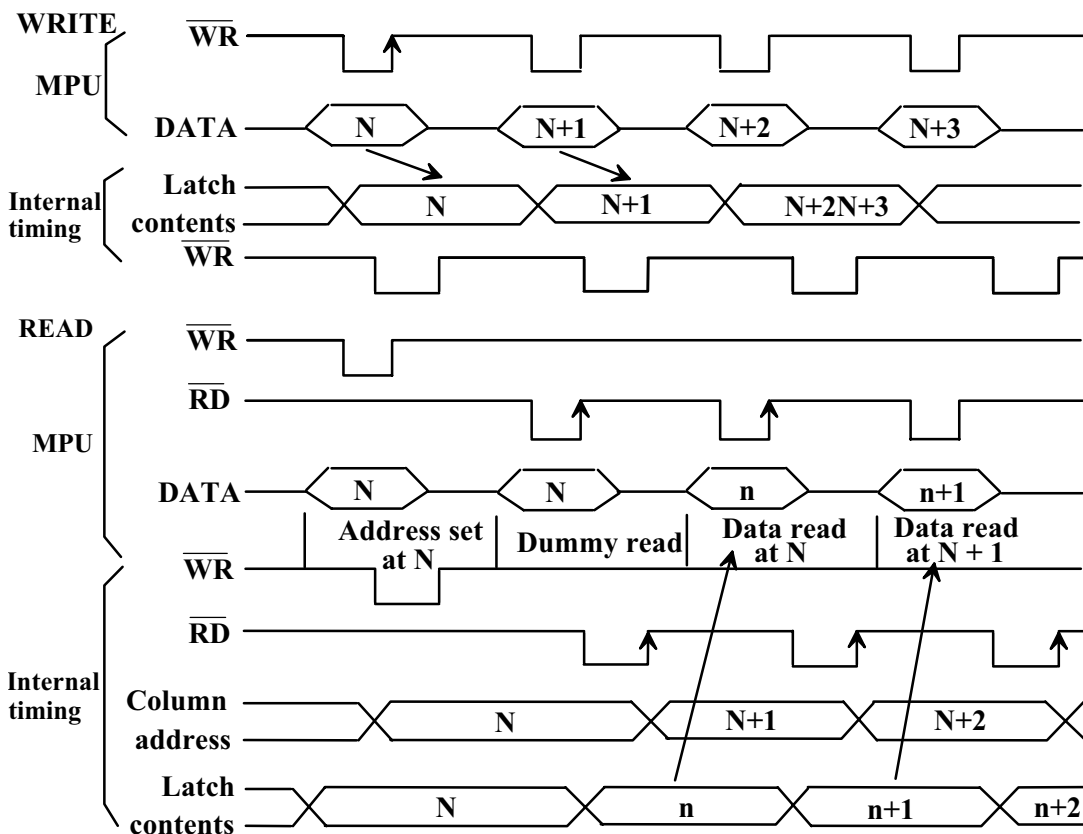 WRITE
WR
MPU
DATA N N+1 N+2 N+3
Internal timing
Latch contents N N+1 N+2N+3
WR
READ
WR
RD
MPU
DATA N N n n+1
Address set at N
Dummy read
Data read at N
Data read at N + 1
WR
RD
Internal timing
Column address N N+1 N+2
Latch contents N n n+1 n+2